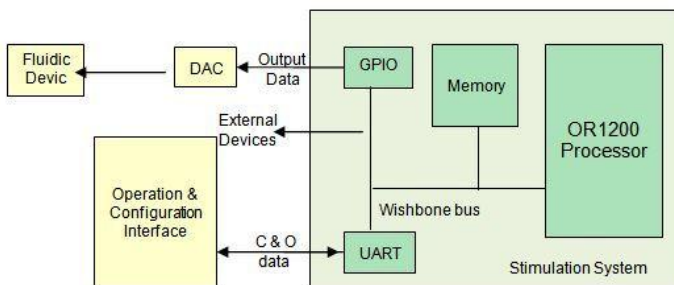 Fluidic
Devic
DAC
Output
Data
GPIO
Memory
OR1200
Processor
External
Devices
Operation &
Configuration
Interface
Wishbone bus
C & O
data
UART
Stimulation System